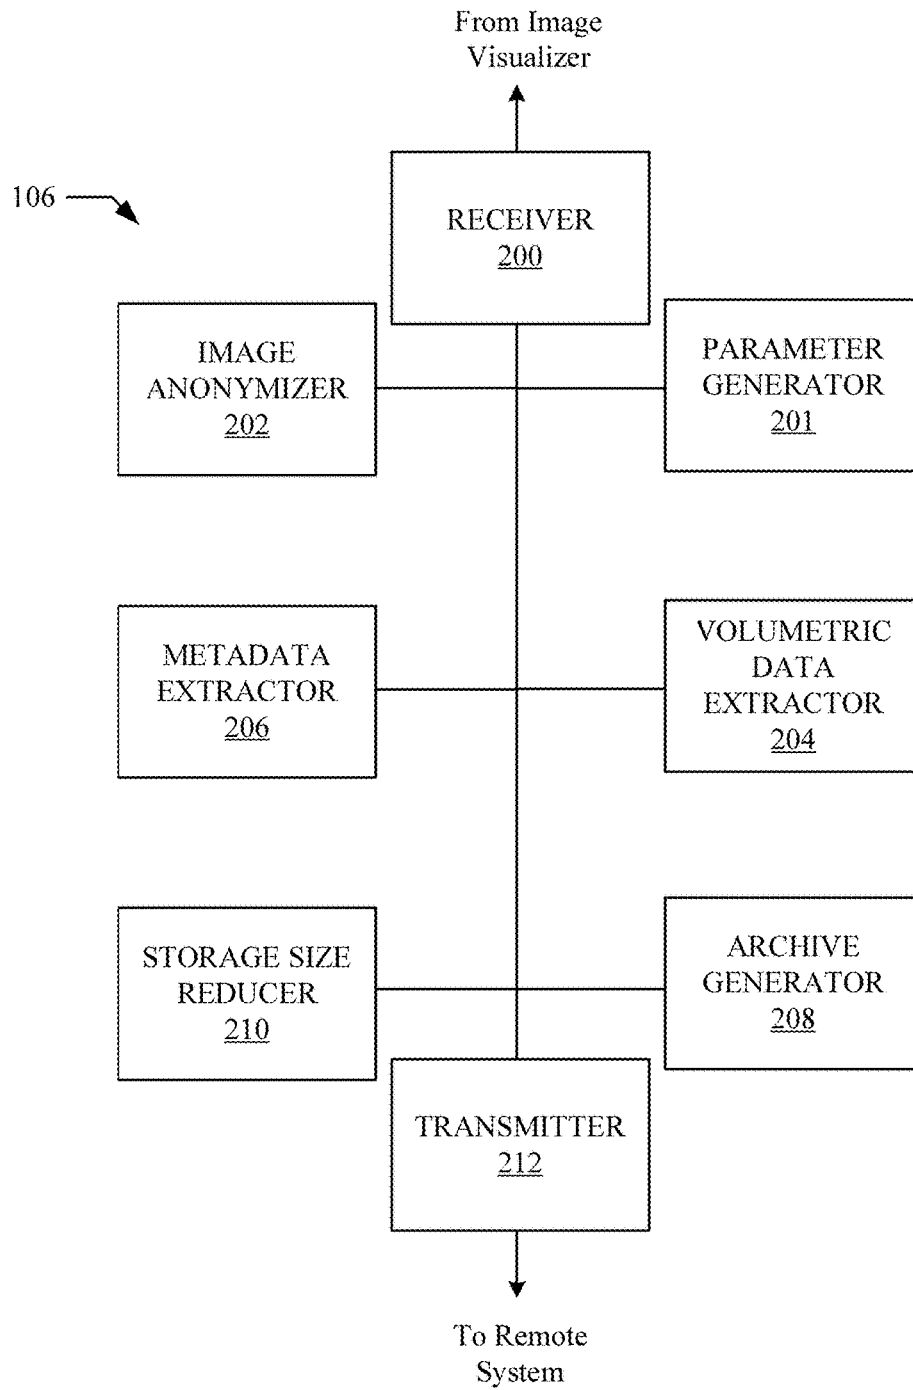 From Image
Visualizer
106
RECEIVER
200
IMAGE
ANONYMIZER
202
PARAMETER
GENERATOR
201
METADATA
EXTRACTOR
206
VOLUMETRIC
DATA
EXTRACTOR
204
STORAGE SIZE
REDUCER
210
ARCHIVE
GENERATOR
208
TRANSMITTER
212
To Remote
System